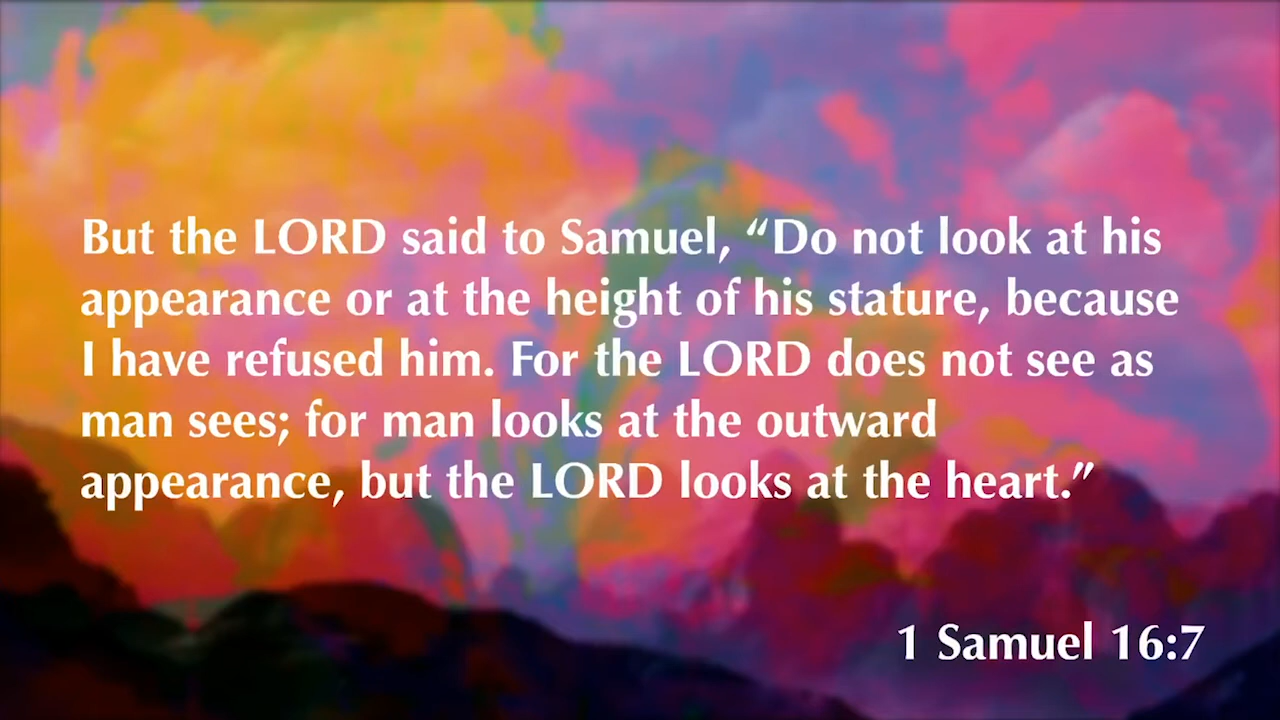 But the LORD said to Samuel, “Do not look at his
appearance or at the height of his stature, because
I have refused him. For the LORD does not see as
man sees; for man looks at the outward
appearance, but the LORD looks at the heart.”
1 Samuel 16:7